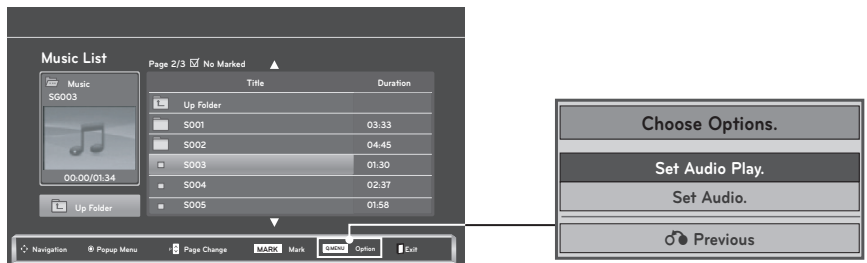 Music List
Page 2/3 ☑ No Marked
Music
SG003
00:00/01:34
Up Folder
Title Duration
Up Folder
S001 03:33
S002 04:45
S003 01:30
S004 02:37
S005 01:58
Navigation Popup Menu P Page Change MARK Mark Q.MENU Option Exit
Choose Options.
Set Audio Play.
Set Audio.
Previous